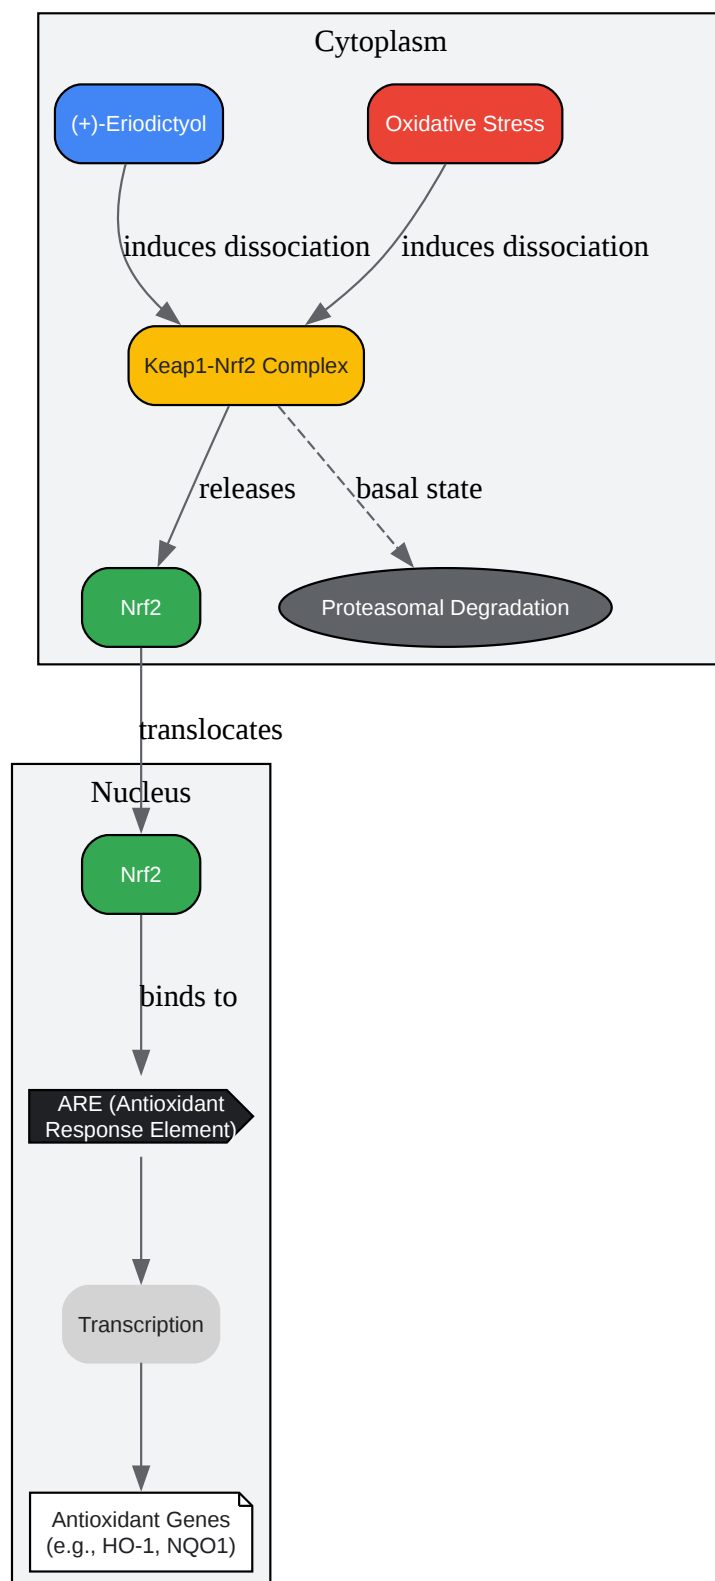 Cytoplasm
(+)-Eriodictyol
Oxidative Stress
induces dissociation
induces dissociation
Keap1-Nrf2 Complex
releases
basal state
Nrf2
Proteasomal Degradation
translocates
Nucleus
Nrf2
binds to
ARE (Antioxidant
Response Element)
Transcription
Antioxidant Genes
(e.g., HO-1, NQO1)